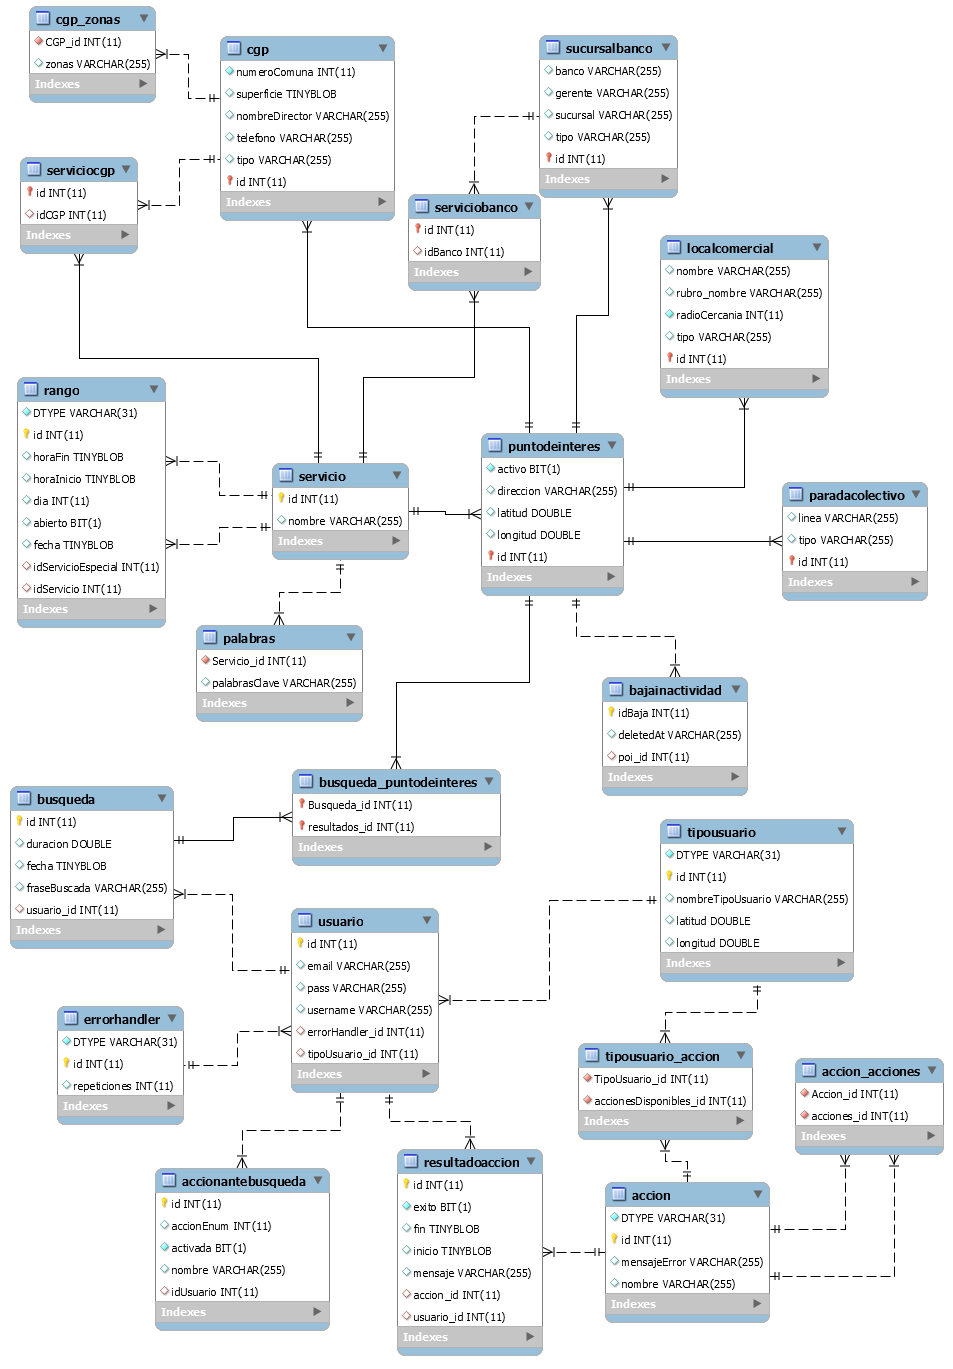 cgp_zonas
CGP_id INT(11)
zonas VARCHAR(255)
Indexes
cgp
numeroComuna INT(11)
superficie TINYBLOB
nombreDirector VARCHAR(255)
telefono VARCHAR(255)
tipo VARCHAR(255)
id INT(11)
Indexes
sucursalbanco
banco VARCHAR(255)
gerente VARCHAR(255)
sucursal VARCHAR(255)
tipo VARCHAR(255)
id INT(11)
Indexes
serviciocgp
id INT(11)
idCGP INT(11)
Indexes
serviciobanco
id INT(11)
idBanco INT(11)
Indexes
localcomercial
nombre VARCHAR(255)
rubro_nombre VARCHAR(255)
radioCercania INT(11)
tipo VARCHAR(255)
id INT(11)
Indexes
rango
DTYPE VARCHAR(31)
id INT(11)
horaFin TINYBLOB
horaInicio TINYBLOB
dia INT(11)
abierto BIT(1)
fecha TINYBLOB
idServicioEspecial INT(11)
idServicio INT(11)
Indexes
servicio
id INT(11)
nombre VARCHAR(255)
Indexes
puntodeinteres
activo BIT(1)
direccion VARCHAR(255)
latitud DOUBLE
longitud DOUBLE
id INT(11)
Indexes
paradacolectivo
linea VARCHAR(255)
tipo VARCHAR(255)
id INT(11)
Indexes
palabras
Servicio_id INT(11)
palabrasClave VARCHAR(255)
Indexes
bajainactividad
idBaja INT(11)
deletedAt VARCHAR(255)
poi_id INT(11)
Indexes
busqueda_puntodeinteres
Busqueda_id INT(11)
resultados_id INT(11)
Indexes
busqueda
id INT(11)
duracion DOUBLE
fecha TINYBLOB
fraseBuscada VARCHAR(255)
usuario_id INT(11)
Indexes
tipousuario
DTYPE VARCHAR(31)
id INT(11)
nombreTipoUsuario VARCHAR(255)
latitud DOUBLE
longitud DOUBLE
Indexes
usuario
id INT(11)
email VARCHAR(255)
pass VARCHAR(255)
username VARCHAR(255)
errorHandler_id INT(11)
tipoUsuario_id INT(11)
Indexes
errorhandler
DTYPE VARCHAR(31)
id INT(11)
repeticiones INT(11)
Indexes
tipousuario_accion
TipoUsuario_id INT(11)
accionesDisponibles_id INT(11)
Indexes
accion_acciones
Accion_id INT(11)
acciones_id INT(11)
Indexes
accionantebusqueda
id INT(11)
accionEnum INT(11)
activada BIT(1)
nombre VARCHAR(255)
idUsuario INT(11)
Indexes
resultadoaccion
id INT(11)
exito BIT(1)
fin TINYBLOB
inicio TINYBLOB
mensaje VARCHAR(255)
accion_id INT(11)
usuario_id INT(11)
Indexes
accion
DTYPE VARCHAR(31)
id INT(11)
mensajeError VARCHAR(255)
nombre VARCHAR(255)
Indexes